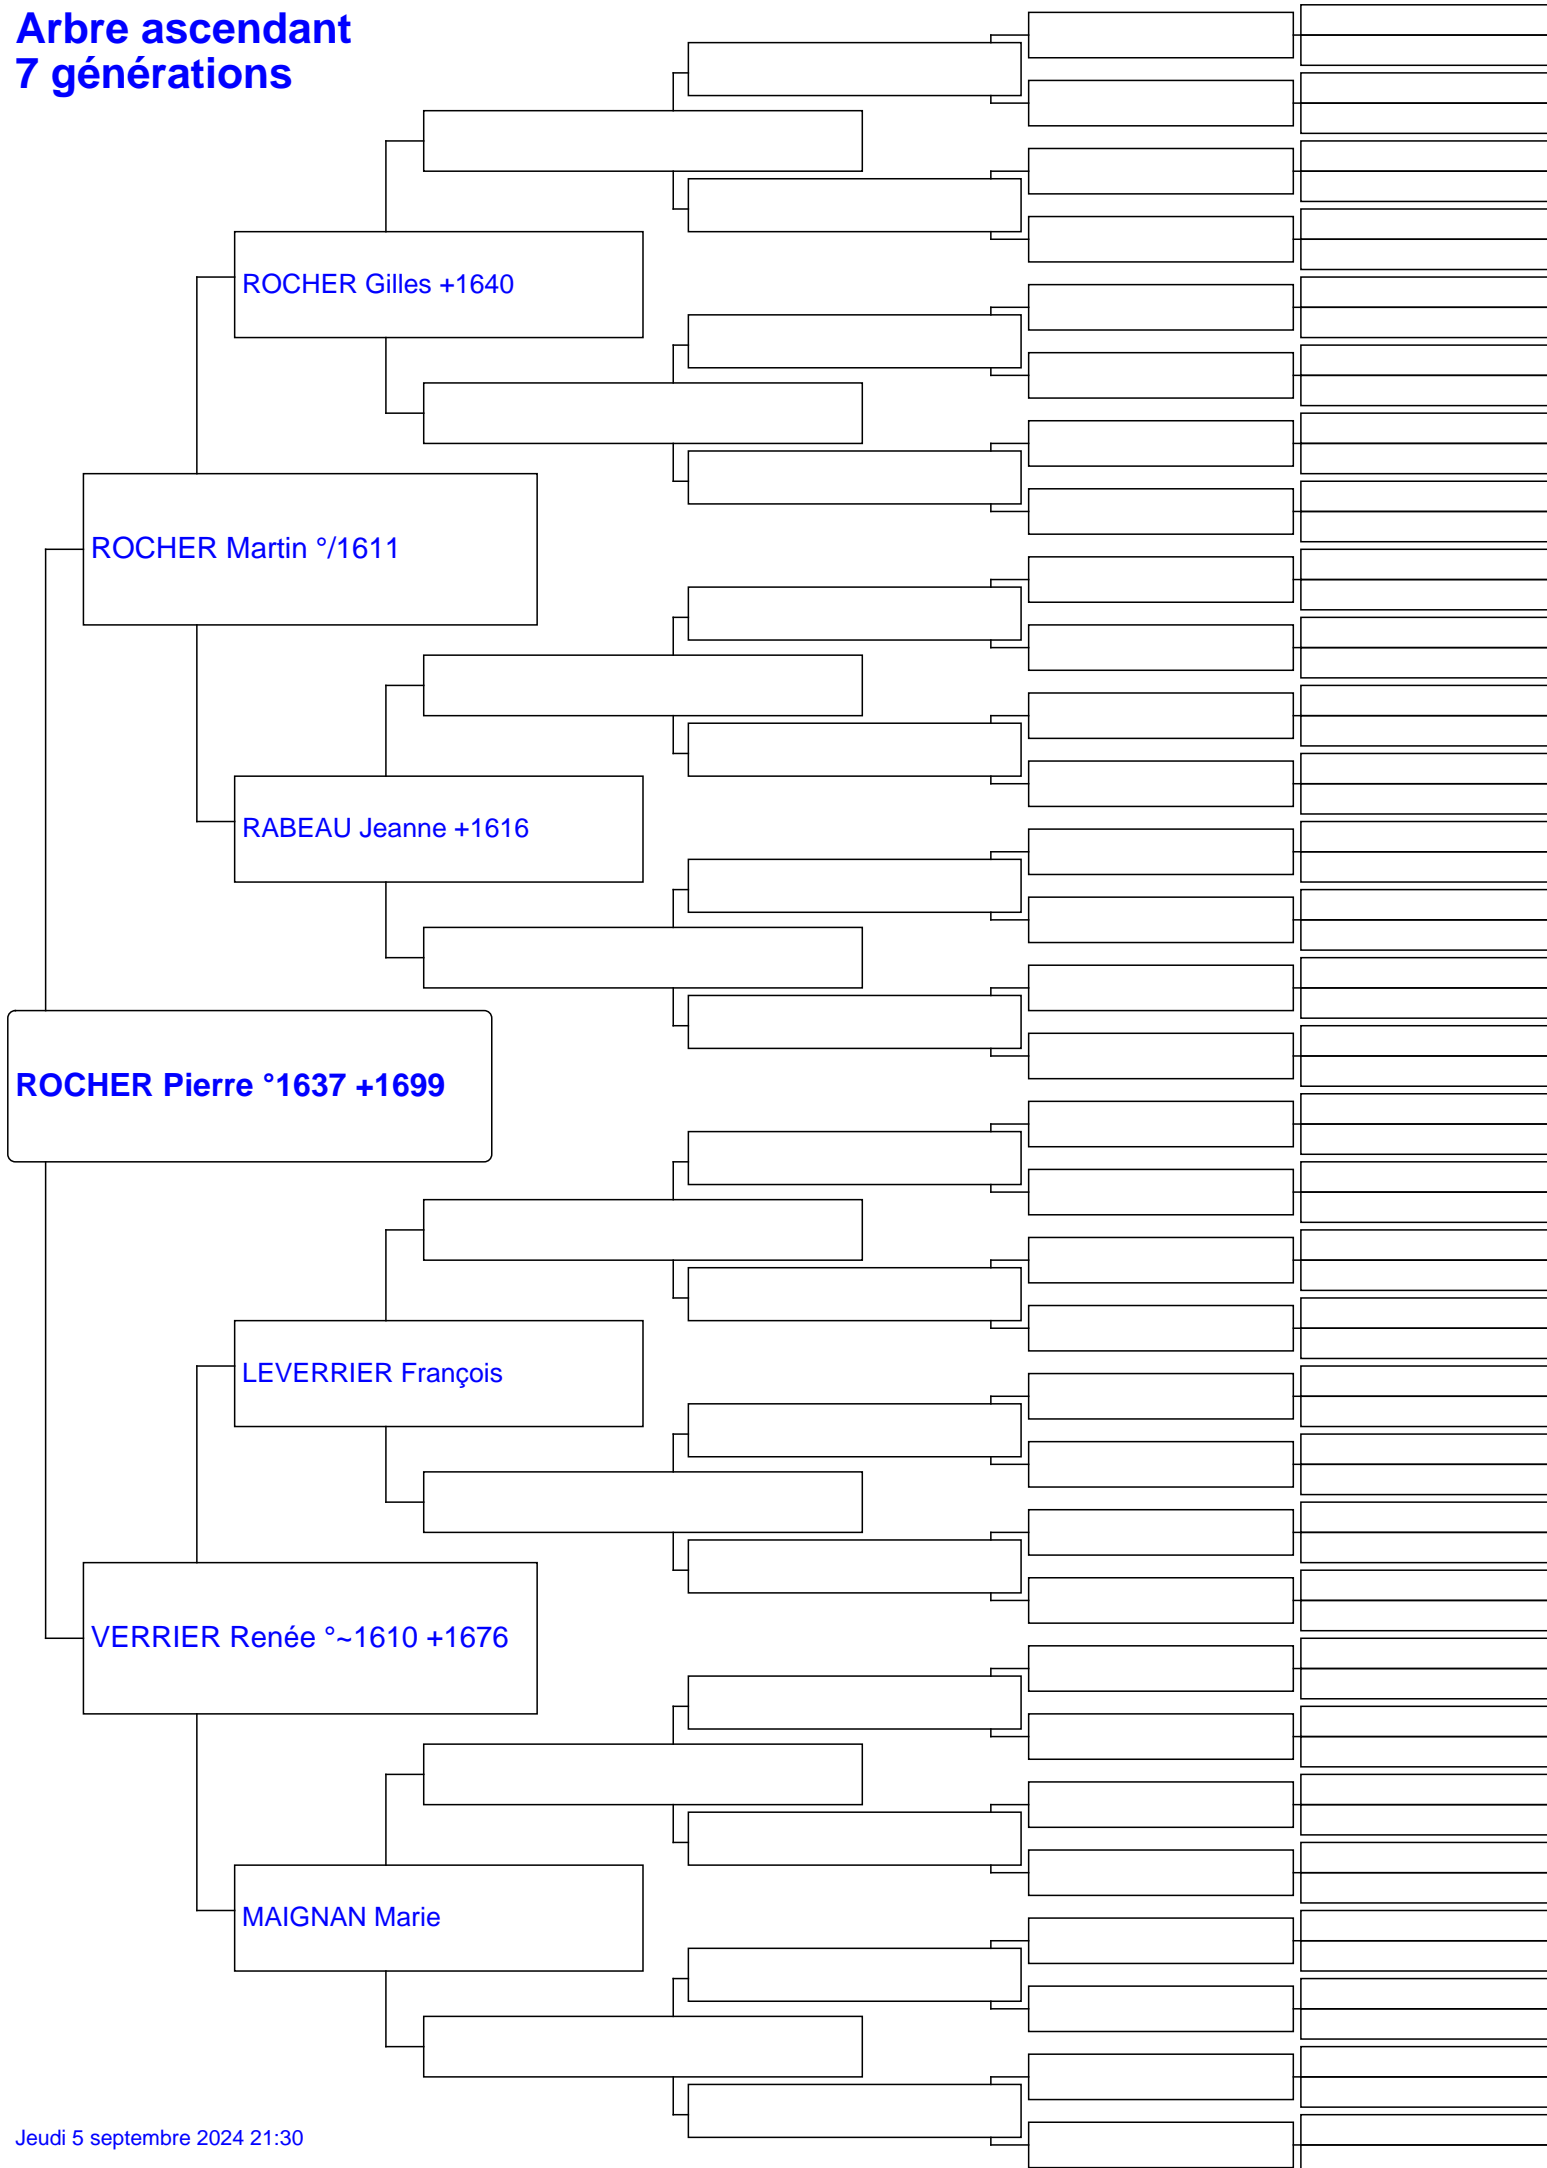 Arbre ascendant
7 générations
ROCHER Gilles +1640
ROCHER Martin °/1611
RABEAU Jeanne +1616
ROCHER Pierre °1637 +1699
LEVERRIER François
VERRIER Renée °~1610 +1676
MAIGNAN Marie
Jeudi 5 septembre 2024 21:30